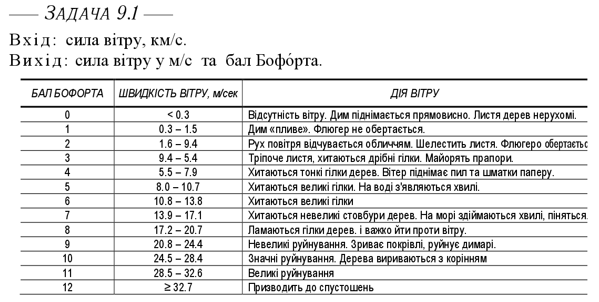 ЗАДАЧА 9.1
Вхід: сила вітру, км/с.
Вихід: сила вітру у м/с та бал Бофо́рта.
БАЛ БОФОРТА ШВИДКІСТЬ ВІТРУ, м/сек ДІЯ ВІТРУ
0 < 0.3 Відсутність вітру. Дим піднімається прямовисно. Листя дерев нерухомі.
1 0.3 – 1.5 Дим «пливе». Флюгер не обертається.
2 1.6 – 9.4 Рух повітря відчувається обличчям. Шелестить листя. Флюгеро обертаєтьс
3 9.4 – 5.4 Тріпоче листя, хитаються дрібні гілки. Майорять прапори.
4 5.5 – 7.9 Хитаються тонкі гілки дерев. Вітер піднімає пил та шматки паперу.
5 8.0 – 10.7 Хитаються великі гілки. На воді з'являються хвилі.
6 10.8 – 13.8 Хитаються великі гілки
7 13.9 – 17.1 Хитаються невеликі стовбури дерев. На морі здіймаються хвилі, піняться.
8 17.2 – 20.7 Ламаються гілки дерев. і важко йти проти вітру.
9 20.8 – 24.4 Невеликі руйнування. Зриває покрівлі, руйнує димарі.
10 24.5 – 28.4 Значні руйнування. Дерева вириваються з корінням
11 28.5 – 32.6 Великі руйнування
12 ≥ 32.7 Призводить до спустошень